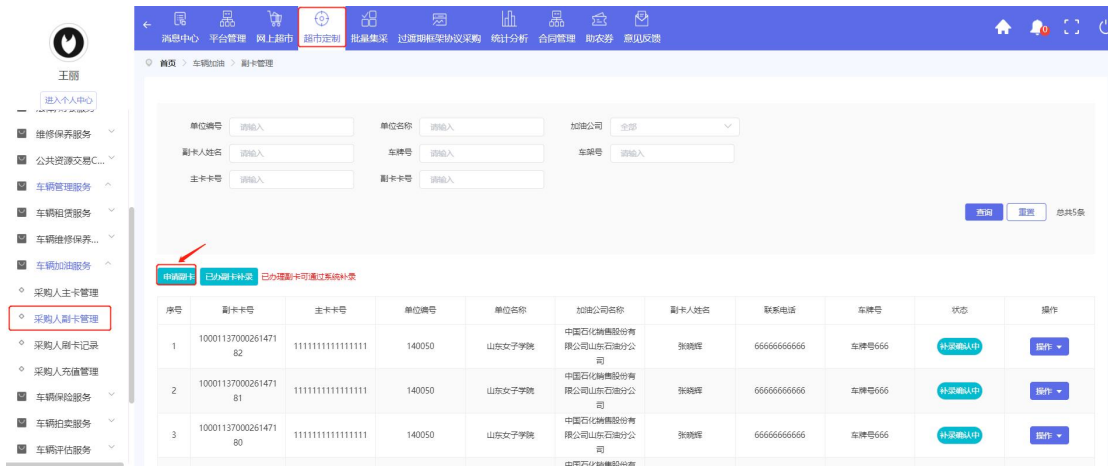 消息中心 平台管理 网上超市 超市定制 批量集采 过渡期框架协议采购 统计分析 合同管理 助农券 意见反馈
首页 > 车辆加油 > 副卡管理
王丽
进入个人中心
维修保养服务
公共资源交易C...
车辆管理服务
车辆租赁服务
车辆维修保养...
车辆加油服务
采购人主卡管理
采购人副卡管理
采购人刷卡记录
采购人充值管理
车辆保险服务
车辆拍卖服务
车辆评估服务
单位编号 请输入 单位名称 请输入 加油公司 全部
副卡人姓名 请输入 车牌号 请输入 车架号 请输入
主卡卡号 请输入 副卡卡号 请输入
查询 重置 总共5条
申请副卡 已办副卡补录 已办理副卡可通过系统补录
序号 副卡卡号 主卡卡号 单位编号 单位名称 加油公司名称 副卡人姓名 联系电话 车牌号 状态 操作
1 10001137000261471
82 1111111111111111 140050 山东女子学院 中国石化销售股份有
限公司山东石油分公
司 张晓辉 66666666666 车牌号666 补录确认中 操作
2 10001137000261471
81 1111111111111111 140050 山东女子学院 中国石化销售股份有
限公司山东石油分公
司 张晓辉 66666666666 车牌号666 补录确认中 操作
3 10001137000261471
80 1111111111111111 140050 山东女子学院 中国石化销售股份有
限公司山东石油分公
司 张晓辉 66666666666 车牌号666 补录确认中 操作
中国石化销售股份有